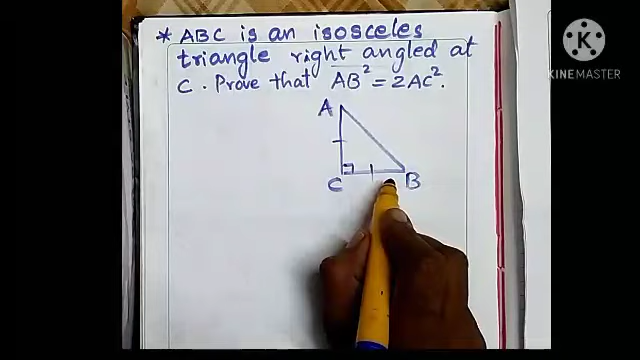 * ABC is an isosceles
triangle right angled at
C. Prove that AB² = 2AC².
A
C
B
K
KINEMASTER